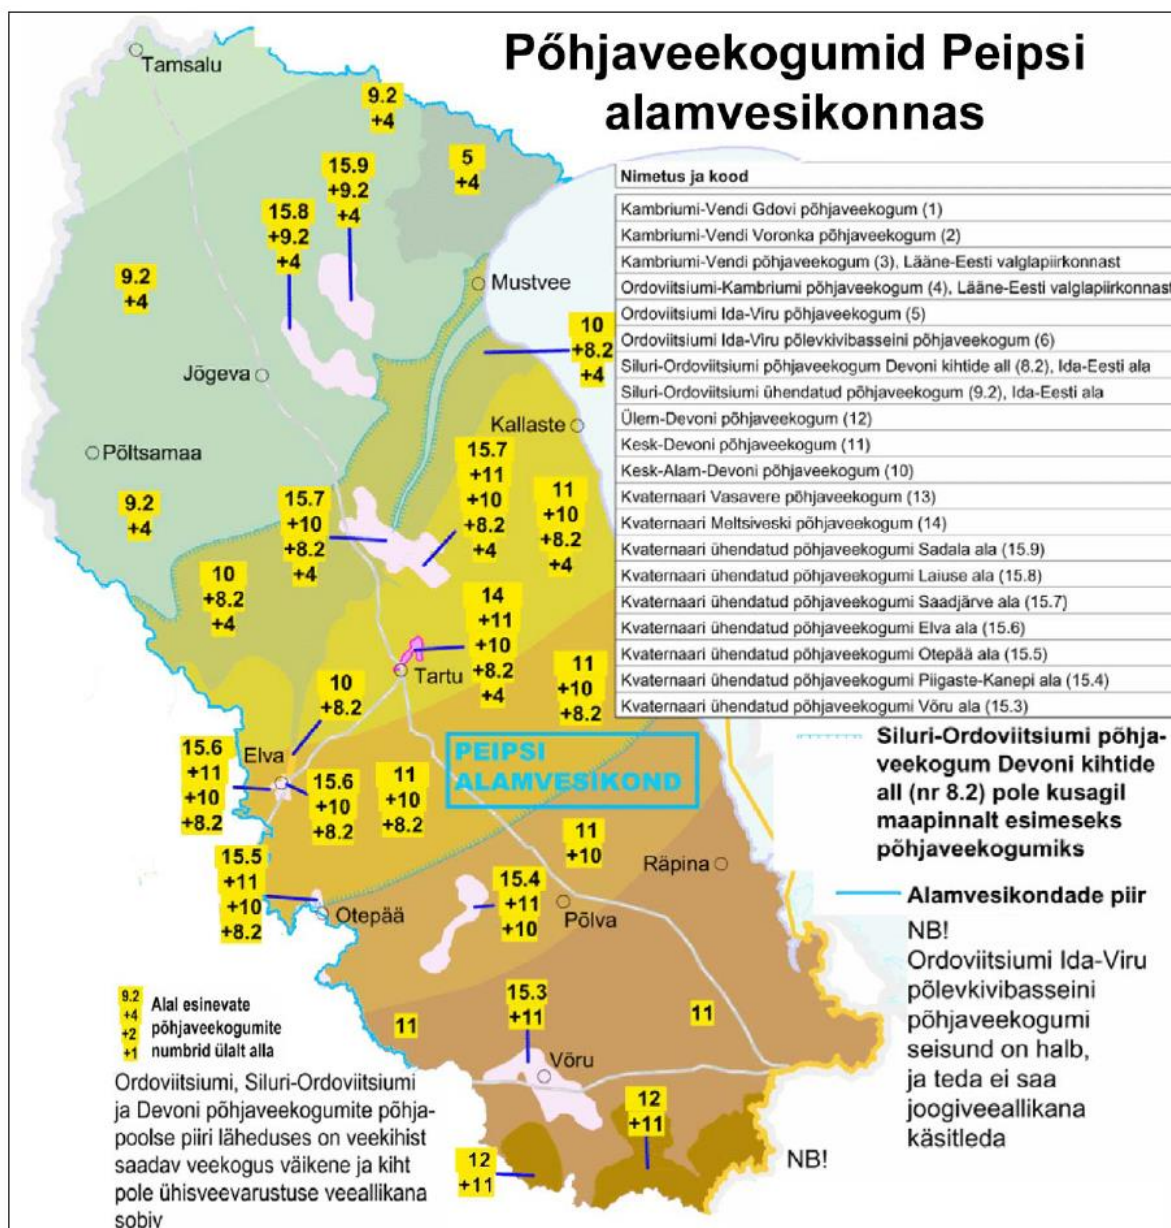 Põhjaveekogumid Peipsi
alamvesikonnas
Tamsalu
9.2
+4
5
+4
15.9
+9.2
+4
15.8
+9.2
+4
9.2
+4
Mustvee
10
+8.2
+4
Jõgeva
Kallaste
Põltsamaa
15.7
+11
+10
+8.2
+4
11
+10
+8.2
+4
9.2
+4
15.7
+10
+8.2
+4
10
+8.2
+4
14
+11
+10
+8.2
+4
Tartu
11
+10
+8.2
10
+8.2
Elva
15.6
+11
+10
+8.2
15.6
+10
+8.2
11
+10
+8.2
PEIPSI
ALAMVESIKOND
11
+10
Räpina
15.5
+11
+10
+8.2
Otepää
15.4
+11
+10
Põlva
15.3
+11
11
11
Võru
12
+11
12
+11
NB!
Nimetus ja kood
Kambriumi-Vendi Gdovi põhjaveekogum (1)
Kambriumi-Vendi Voronka põhjaveekogum (2)
Kambriumi-Vendi põhjaveekogum (3), Lääne-Eesti valglapiirkonnast
Ordoviitsiumi-Kambriumi põhjaveekogum (4), Lääne-Eesti valglapiirkonnast
Ordoviitsiumi Ida-Viru põhjaveekogum (5)
Ordoviitsiumi Ida-Viru põlevkivibasseini põhjaveekogum (6)
Siluri-Ordoviitsiumi põhjaveekogum Devoni kihtide all (8.2), Ida-Eesti ala
Siluri-Ordoviitsiumi ühendatud põhjaveekogum (9.2), Ida-Eesti ala
Ülem-Devoni põhjaveekogum (12)
Kesk-Devoni põhjaveekogum (11)
Kesk-Alam-Devoni põhjaveekogum (10)
Kvaternaari Vasavere põhjaveekogum (13)
Kvaternaari Meltsiveski põhjaveekogum (14)
Kvaternaari ühendatud põhjaveekogumi Sadala ala (15.9)
Kvaternaari ühendatud põhjaveekogumi Laiuse ala (15.8)
Kvaternaari ühendatud põhjaveekogumi Saadjärve ala (15.7)
Kvaternaari ühendatud põhjaveekogumi Elva ala (15.6)
Kvaternaari ühendatud põhjaveekogumi Otepää ala (15.5)
Kvaternaari ühendatud põhjaveekogumi Piigaste-Kanepi ala (15.4)
Kvaternaari ühendatud põhjaveekogumi Võru ala (15.3)
Siluri-Ordoviitsiumi põhja-
veekogum Devoni kihtide
all (nr 8.2) pole kusagil
maapinnalt esimeseks
põhjaveekogumiks
Alamvesikondade piir
NB!
Ordoviitsiumi Ida-Viru
põlevkivibasseini
põhjaveekogumi
seisund on halb,
ja teda ei saa
joogiveeallikana
käsitleda
9.2
+4
+2
+1
Alal esinevate
põhjaveekogumite
numbrid ülalt alla
Ordoviitsiumi, Siluri-Ordoviitsiumi
ja Devoni põhjaveekogumite põhja-
poolse piiri läheduses on veekihist
saadav veekogus väikene ja kiht
pole ühisveevarustuse veeallikana
sobiv